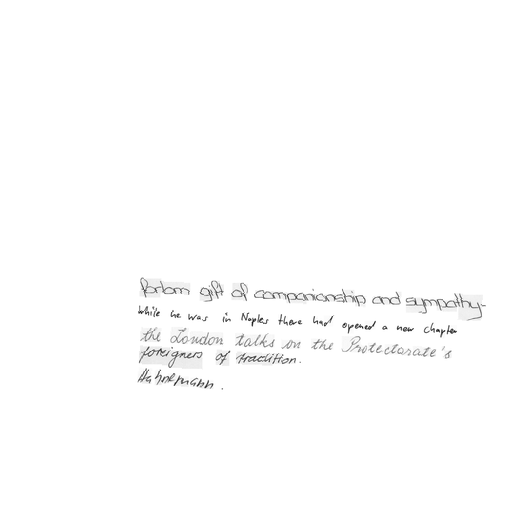 forlorn gift of companionship and sympathy-
while he was in Naples there had opened a new chapter
the London talks on the Protectorate's
foreigners of tradition.
Hahnemann.